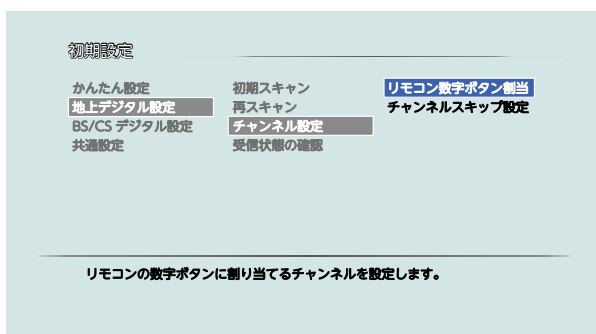 初期設定
かんたん設定 初期スキャン リモコン数字ボタン割当
地上デジタル設定 再スキャン チャンネルスキップ設定
BS/CS デジタル設定 チャンネル設定
共通設定 受信状態の確認
リモコンの数字ボタンに割り当てるチャンネルを設定します。